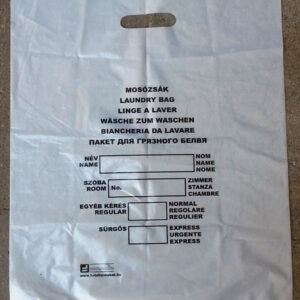 MOSÓZSÁK
LAUNDRY BAG
LINGE A LAVER
WÄSCHE ZUM WASCHEN
BIANCHERIA DA LAVARE
ПАКЕТ ДЛЯ ГРЯЗНОГО БЕЛВЯ
NÉV NOM
NAME NAME
NOME
SZOBA ZIMMER
ROOM No. STANZA
CHAMBRE
EGYÉB KÉRÉS NORMAL
REGULAR REGOLARE
REGULIER
SÜRGŐS EXPRESS
URGENTE
EXPRESS